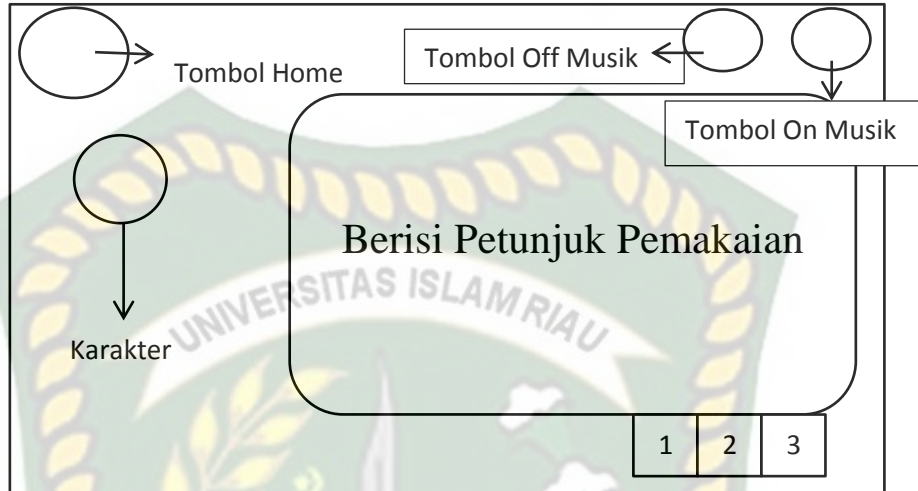 Tombol Home
Tombol Off Musik
Tombol On Musik
Berisi Petunjuk Pemakaian
UNIVERSITAS ISLAM RIAU
Karakter
1 2 3